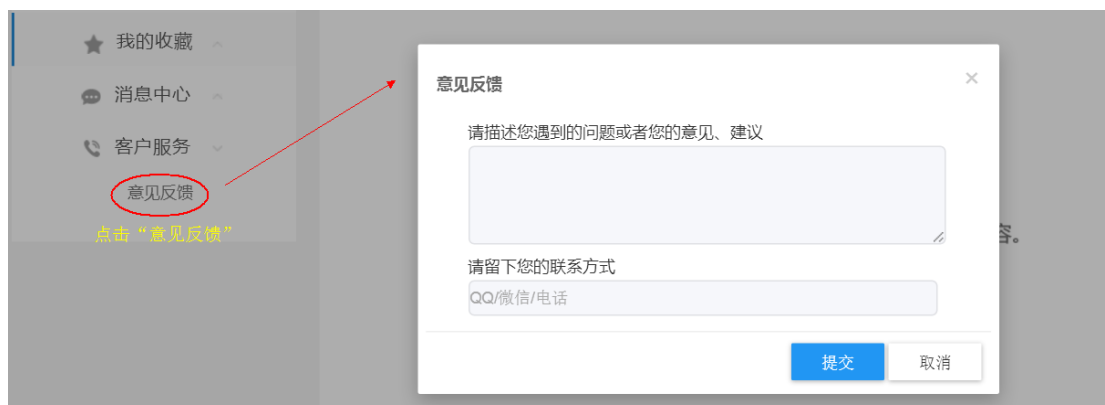 我的收藏
消息中心
客户服务
意见反馈
点击“意见反馈”
意见反馈
×
请描述您遇到的问题或者您的意见、建议
请留下您的联系方式
QQ/微信/电话
提交
取消
容。